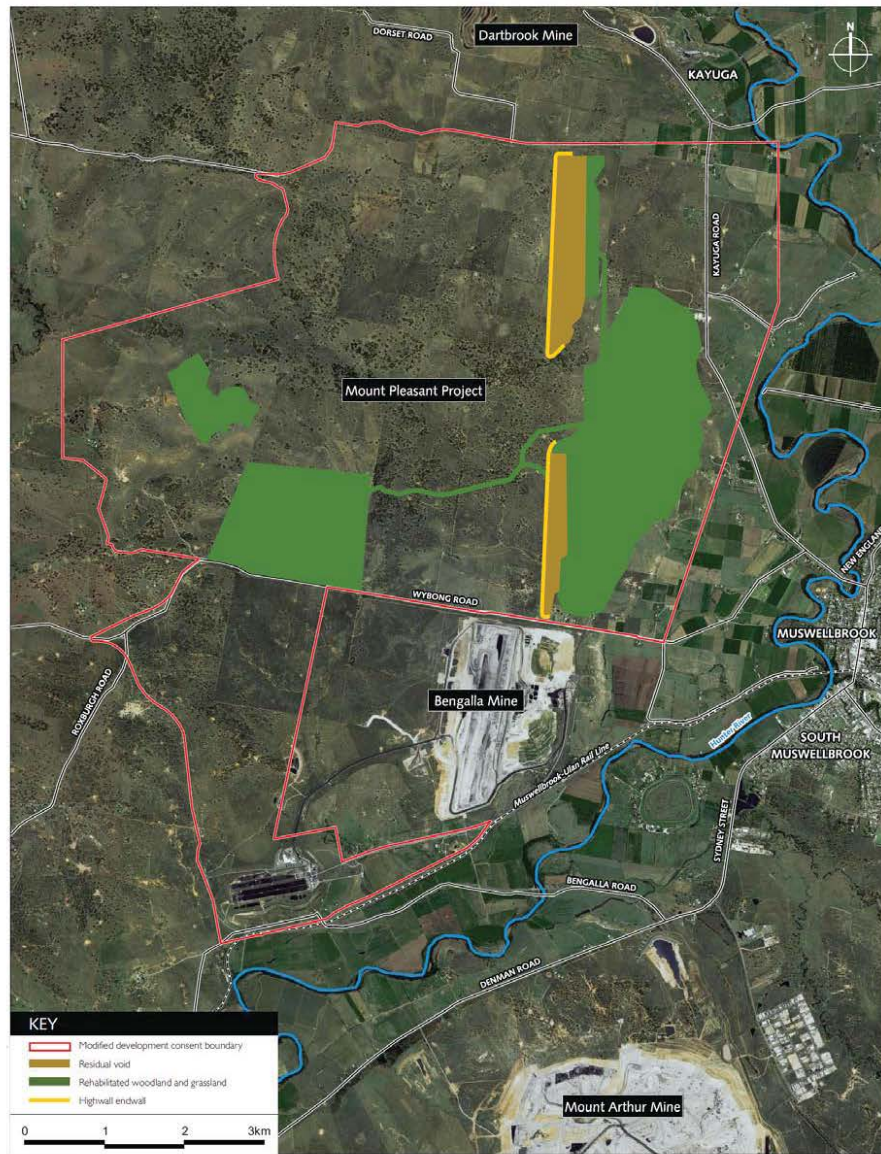 DORSET ROAD
Dartbrook Mine
N
KAYUGA
KAYUGA ROAD
Mount Pleasant Project
NEW ENGLAND
WYBONG ROAD
MUSWELLBROOK
ROXBURGH ROAD
Bengalla Mine
Hunter River
SOUTH
MUSWELLBROOK
Muswellbrook-Ulan Rail Line
SYDNEY STREET
BENGALLA ROAD
DENMAN ROAD
KEY
Modified development consent boundary
Residual void
Rehabilitated woodland and grassland
Highwall endwall
Mount Arthur Mine
0 1 2 3km